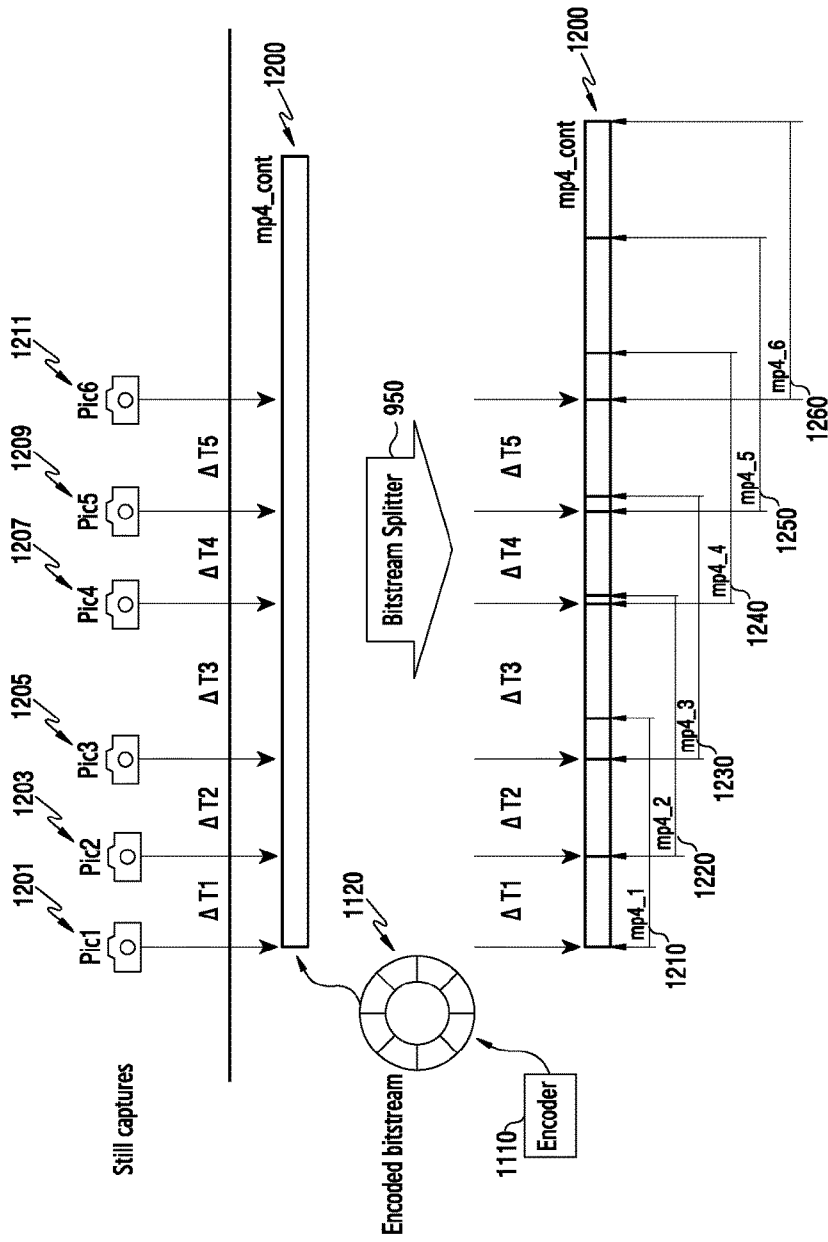 1201
1203
1205
1207
1209
1211
Pic1
Pic2
Pic3
Pic4
Pic5
Pic6
Still captures
Δ T1
Δ T2
Δ T3
Δ T4
Δ T5
mp4_cont
1200
1120
Encoded bitstream
Bitstream Splitter
950
1110
Encoder
Δ T1
Δ T2
Δ T3
Δ T4
Δ T5
mp4_cont
1200
mp4_1
1210
mp4_2
1220
mp4_3
1230
mp4_4
1240
mp4_5
1250
mp4_6
1260